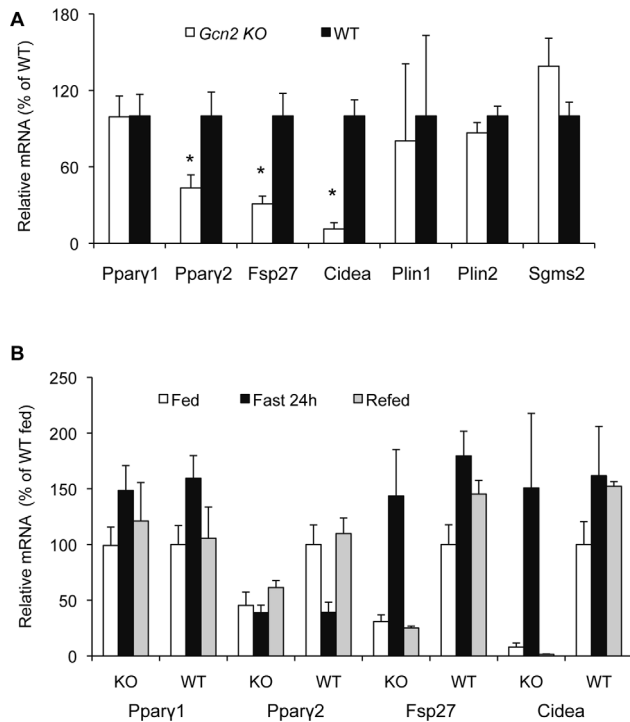 A
Relative mRNA (% of WT)
180
120
60
0
Gcn2 KO
WT
*
*
*
Pparγ1 Pparγ2 Fsp27 Cidea Plin1 Plin2 Sgms2
B
Relative mRNA (% of WT fed)
250
200
150
100
50
0
Fed
Fast 24h
Refed
KO WT KO WT KO WT KO WT
Pparγ1 Pparγ2 Fsp27 Cidea